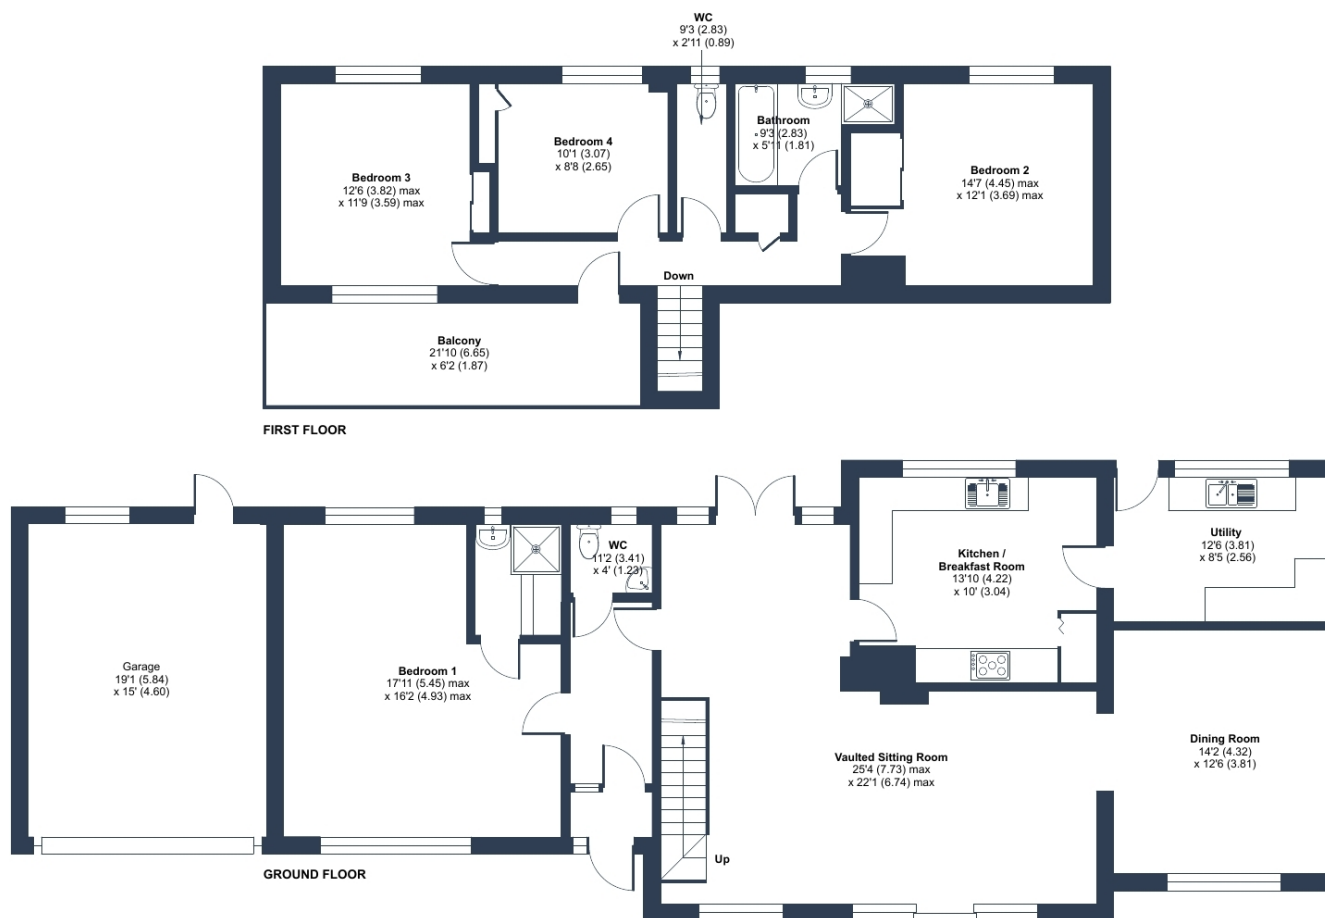 WC
9'3 (2.83)
x 2'11 (0.89)
Bedroom 3
12'6 (3.82) max
x 11'9 (3.59) max
Bedroom 4
10'1 (3.07)
x 8'8 (2.65)
Bathroom
9'3 (2.83)
x 5'11 (1.81)
Bedroom 2
14'7 (4.45) max
x 12'1 (3.69) max
Down
Balcony
21'10 (6.65)
x 6'2 (1.87)
FIRST FLOOR
Garage
19'1 (5.84)
x 15' (4.60)
Bedroom 1
17'11 (5.45) max
x 16'2 (4.93) max
WC
11'2 (3.41)
x 4' (1.23)
Kitchen /
Breakfast Room
13'10 (4.22)
x 10' (3.04)
Utility
12'6 (3.81)
x 8'5 (2.56)
Vaulted Sitting Room
25'4 (7.73) max
x 22'1 (6.74) max
Dining Room
14'2 (4.32)
x 12'6 (3.81)
Up
GROUND FLOOR